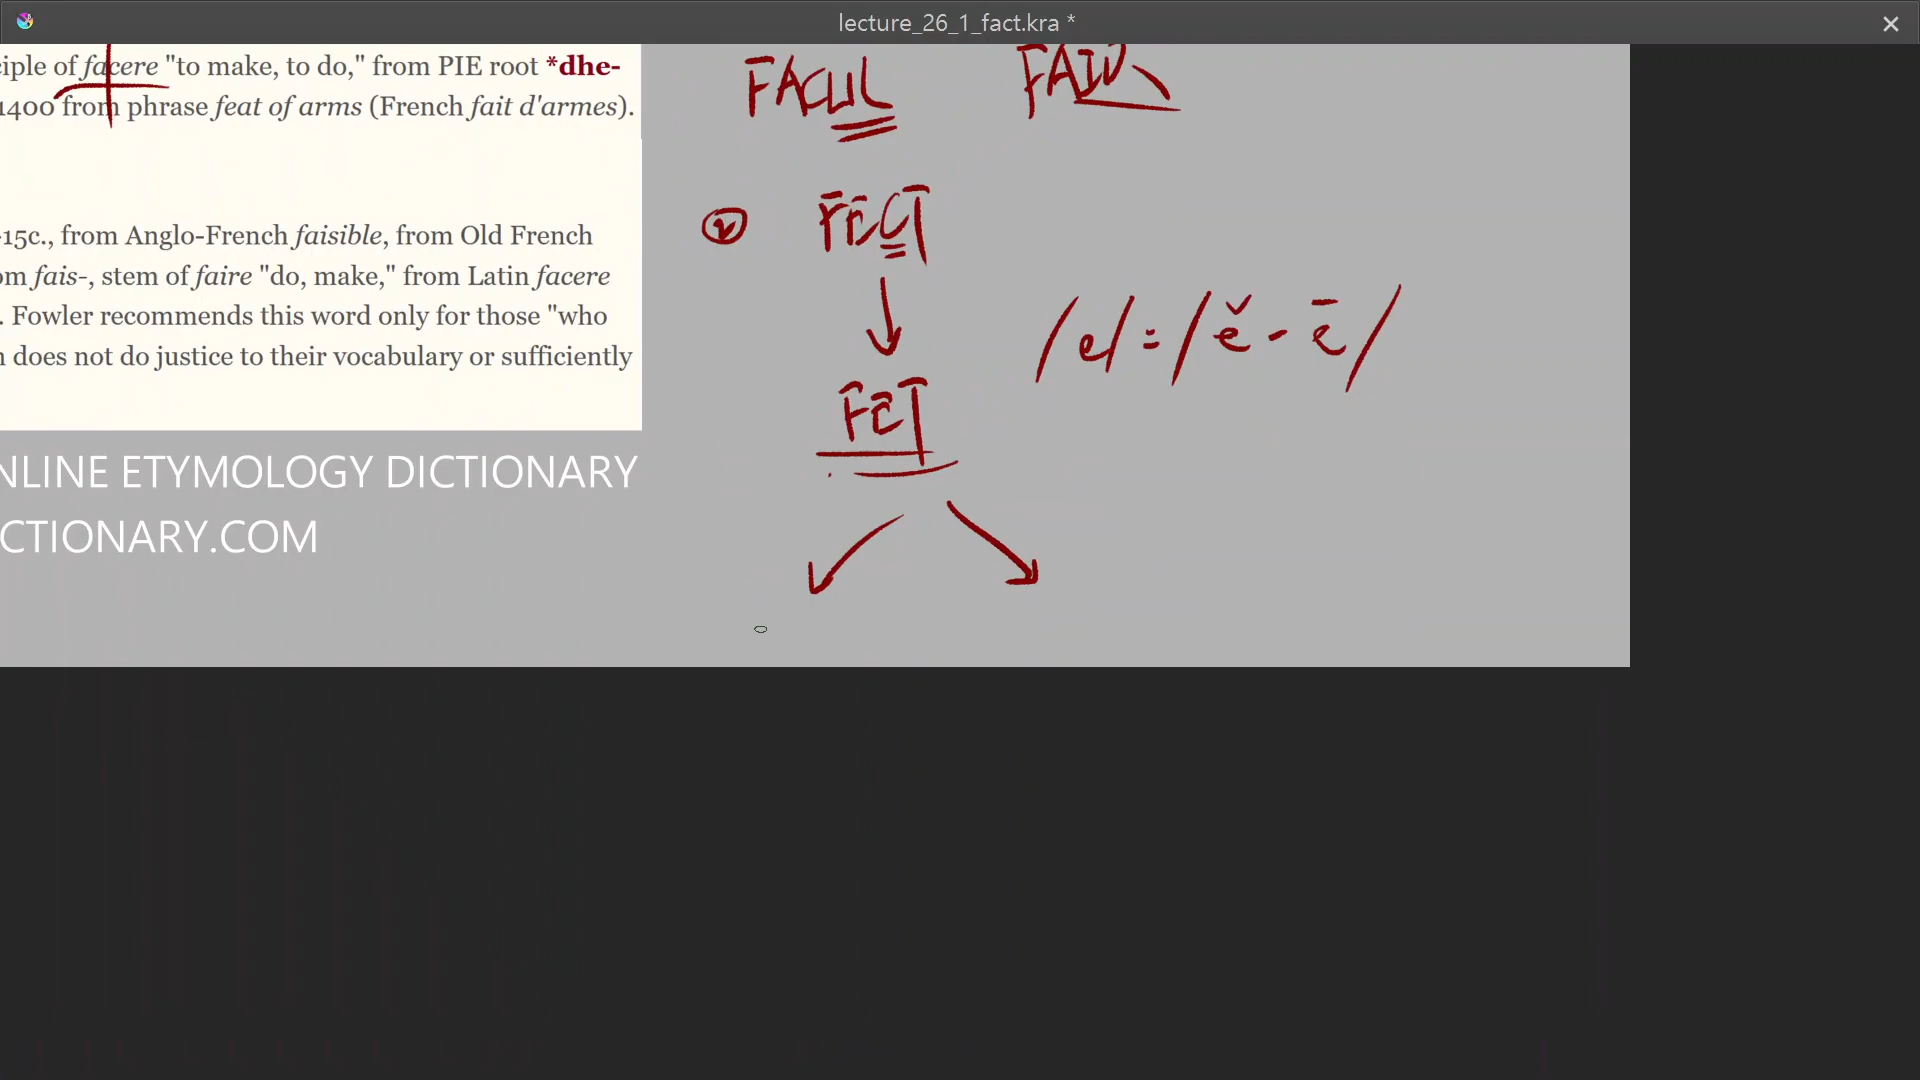 lecture_26_1_fact.kra *
ciple of facere "to make, to do," from PIE root *dhe-
1400 from phrase feat of arms (French fait d'armes).
-15c., from Anglo-French faisible, from Old French
om fais-, stem of faire "do, make," from Latin facere
. Fowler recommends this word only for those "who
n does not do justice to their vocabulary or sufficiently
NLINE ETYMOLOGY DICTIONARY
CTIONARY.COM
FACUL
FECT
/e/ = / ĕ - ē /
FET